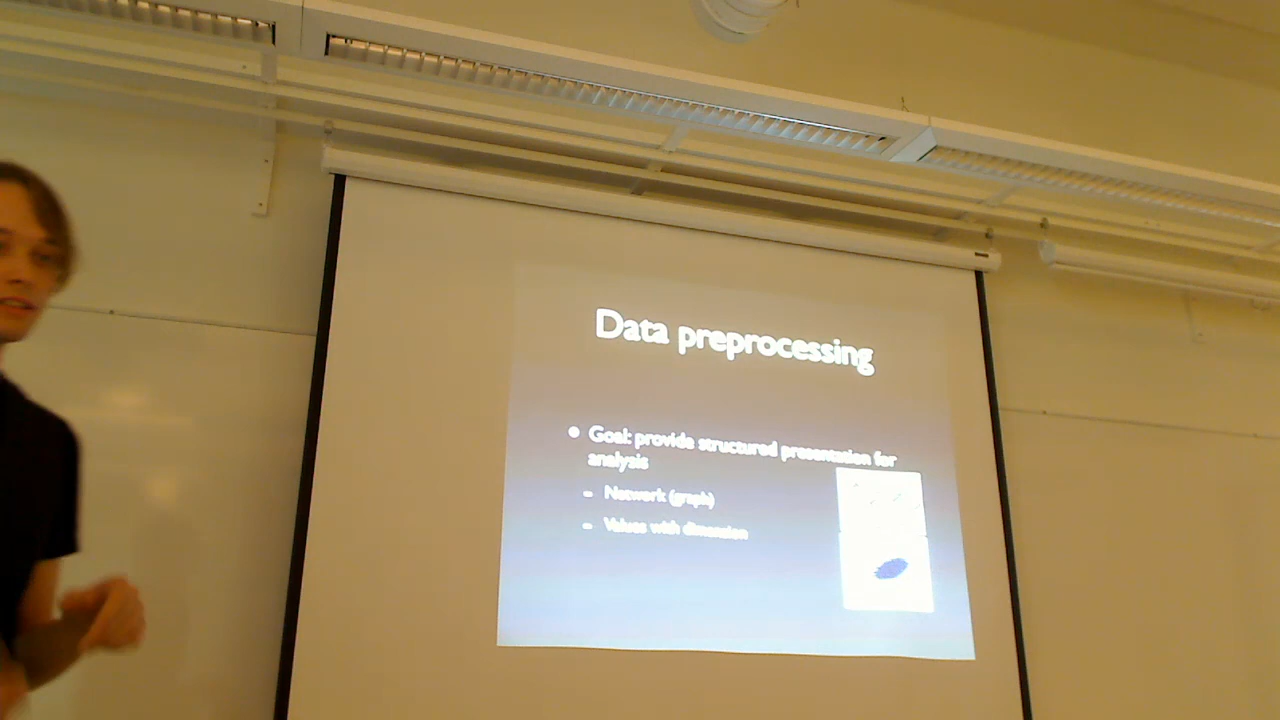 Data preprocessing
Goal: provide structured presentation for
analysis
Network (graph)
Values with dimension